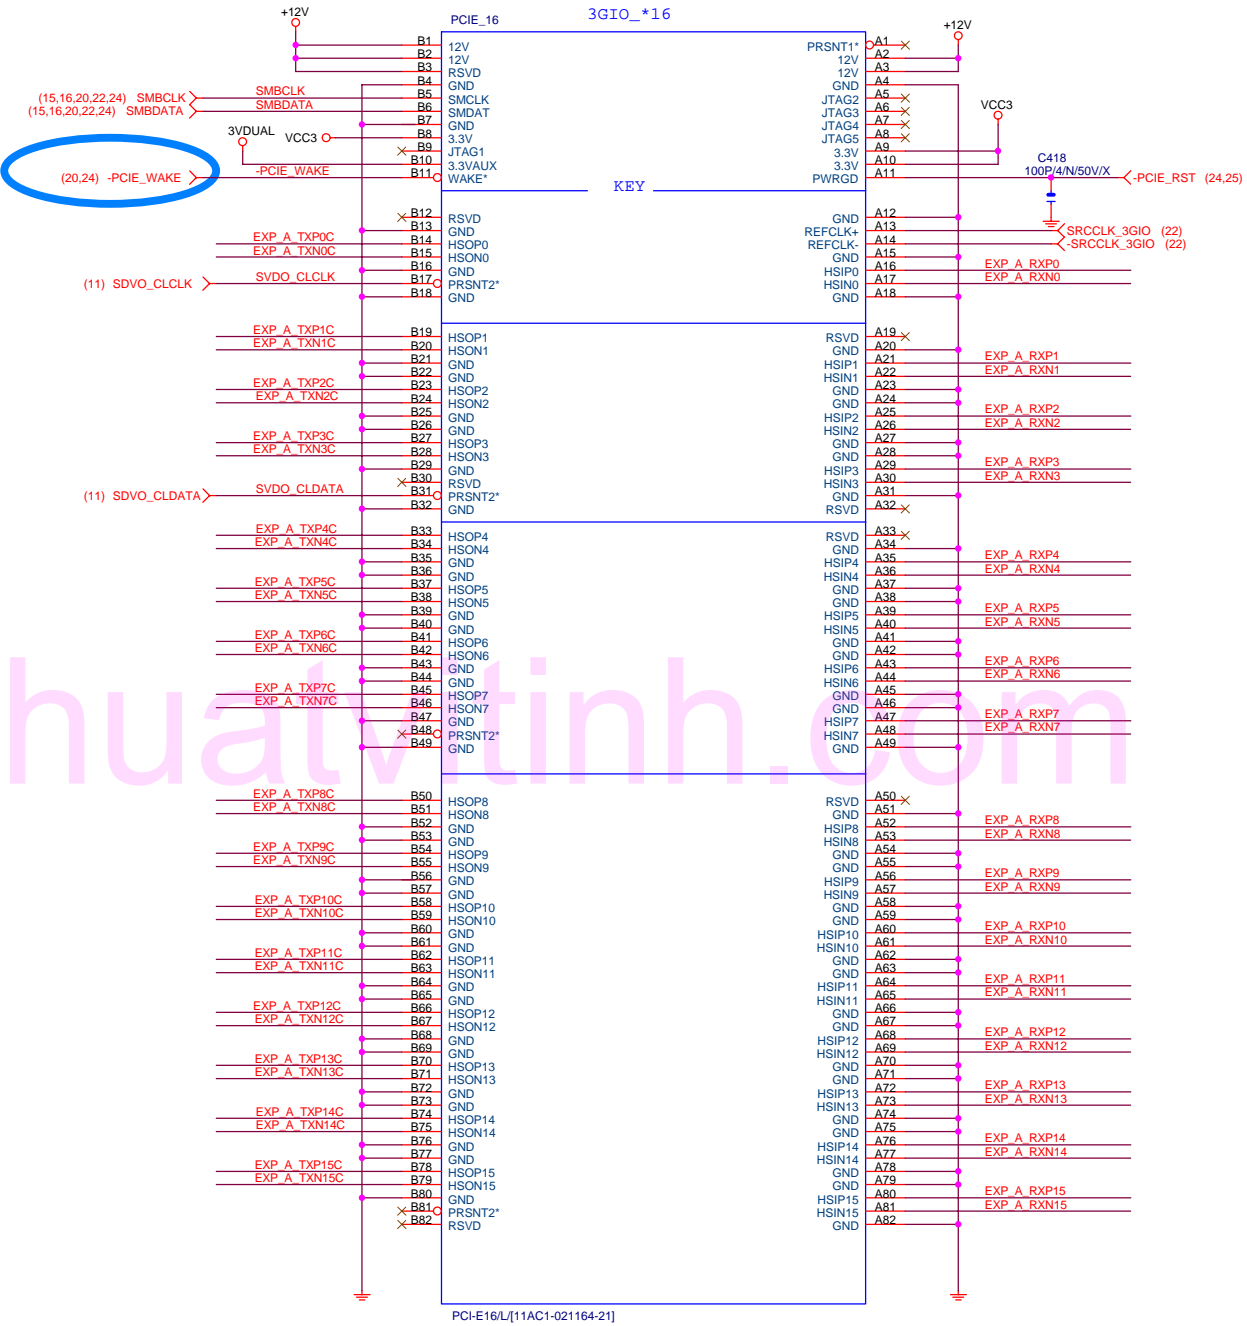 3GIO_*16
PCIE_16
+12V
+12V
B1 12V PRSNT1* A1
B2 12V 12V A2
B3 RSVD 12V A3
B4 GND GND A4
(15,16,20,22,24) SMBCLK SMBCLK B5 SMCLK JTAG2 A5
(15,16,20,22,24) SMBDATA SMBDATA B6 SMDAT JTAG3 A6
B7 GND JTAG4 A7
VCC3
3VDUAL VCC3 B8 3.3V JTAG5 A8
B9 JTAG1 3.3V A9
B10 3.3VAUX 3.3V A10
C418
100P/4/N/50V/X
(20,24) -PCIE_WAKE -PCIE_WAKE B11 WAKE* PWRGD A11 -PCIE_RST (24,25)
KEY
B12 RSVD GND A12
B13 GND REFCLK+ A13 SRCCLK_3GIO (22)
EXP_A_TXP0C B14 HSOP0 REFCLK- A14 -SRCCLK_3GIO (22)
EXP_A_TXN0C B15 HSON0 GND A15
B16 GND HSIP0 A16 EXP_A_RXP0
(11) SDVO_CLCLK SVDO_CLCLK B17 PRSNT2* HSIN0 A17 EXP_A_RXN0
B18 GND GND A18
EXP_A_TXP1C B19 HSOP1 RSVD A19
EXP_A_TXN1C B20 HSON1 GND A20
B21 GND HSIP1 A21 EXP_A_RXP1
B22 GND HSIN1 A22 EXP_A_RXN1
EXP_A_TXP2C B23 HSOP2 GND A23
EXP_A_TXN2C B24 HSON2 GND A24
B25 GND HSIP2 A25 EXP_A_RXP2
B26 GND HSIN2 A26 EXP_A_RXN2
EXP_A_TXP3C B27 HSOP3 GND A27
EXP_A_TXN3C B28 HSON3 GND A28
B29 GND HSIP3 A29 EXP_A_RXP3
B30 RSVD HSIN3 A30 EXP_A_RXN3
(11) SDVO_CLDATA SVDO_CLDATA B31 PRSNT2* GND A31
B32 GND RSVD A32
EXP_A_TXP4C B33 HSOP4 RSVD A33
EXP_A_TXN4C B34 HSON4 GND A34
B35 GND HSIP4 A35 EXP_A_RXP4
B36 GND HSIN4 A36 EXP_A_RXN4
EXP_A_TXP5C B37 HSOP5 GND A37
EXP_A_TXN5C B38 HSON5 GND A38
B39 GND HSIP5 A39 EXP_A_RXP5
B40 GND HSIN5 A40 EXP_A_RXN5
EXP_A_TXP6C B41 HSOP6 GND A41
EXP_A_TXN6C B42 HSON6 GND A42
B43 GND HSIP6 A43 EXP_A_RXP6
B44 GND HSIN6 A44 EXP_A_RXN6
EXP_A_TXP7C B45 HSOP7 GND A45
EXP_A_TXN7C B46 HSON7 GND A46
B47 GND HSIP7 A47 EXP_A_RXP7
B48 PRSNT2* HSIN7 A48 EXP_A_RXN7
B49 GND GND A49
huatvitinh.com
EXP_A_TXP8C B50 HSOP8 RSVD A50
EXP_A_TXN8C B51 HSON8 GND A51
B52 GND HSIP8 A52 EXP_A_RXP8
B53 GND HSIN8 A53 EXP_A_RXN8
EXP_A_TXP9C B54 HSOP9 GND A54
EXP_A_TXN9C B55 HSON9 GND A55
B56 GND HSIP9 A56 EXP_A_RXP9
B57 GND HSIN9 A57 EXP_A_RXN9
EXP_A_TXP10C B58 HSOP10 GND A58
EXP_A_TXN10C B59 HSON10 GND A59
B60 GND HSIP10 A60 EXP_A_RXP10
B61 GND HSIN10 A61 EXP_A_RXN10
EXP_A_TXP11C B62 HSOP11 GND A62
EXP_A_TXN11C B63 HSON11 GND A63
B64 GND HSIP11 A64 EXP_A_RXP11
B65 GND HSIN11 A65 EXP_A_RXN11
EXP_A_TXP12C B66 HSOP12 GND A66
EXP_A_TXN12C B67 HSON12 GND A67
B68 GND HSIP12 A68 EXP_A_RXP12
B69 GND HSIN12 A69 EXP_A_RXN12
EXP_A_TXP13C B70 HSOP13 GND A70
EXP_A_TXN13C B71 HSON13 GND A71
B72 GND HSIP13 A72 EXP_A_RXP13
B73 GND HSIN13 A73 EXP_A_RXN13
EXP_A_TXP14C B74 HSOP14 GND A74
EXP_A_TXN14C B75 HSON14 GND A75
B76 GND HSIP14 A76 EXP_A_RXP14
B77 GND HSIN14 A77 EXP_A_RXN14
EXP_A_TXP15C B78 HSOP15 GND A78
EXP_A_TXN15C B79 HSON15 GND A79
B80 GND HSIP15 A80 EXP_A_RXP15
B81 PRSNT2* HSIN15 A81 EXP_A_RXN15
B82 RSVD GND A82
PCI-E16/L/[11AC1-021164-21]